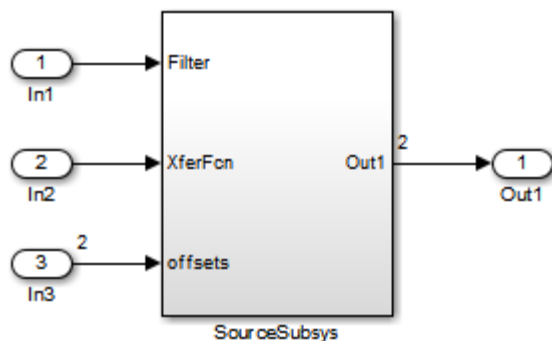 1
Filter
In1
2
2
XferFcn
Out1
1
In2
Out1
2
3
offsets
In3
SourceSubsys